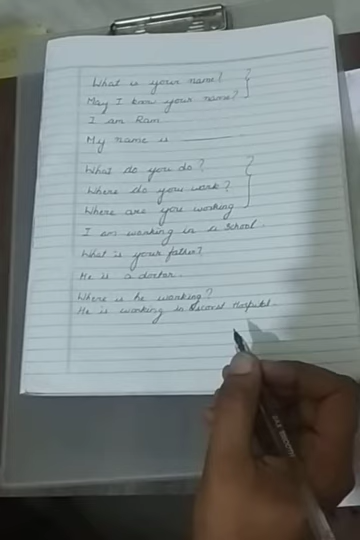 What is your name?
May I know your name?
I am Ram
My name is
What do you do?
Where do you work?
Where are you working
I am working in a School.
What is your father?
He is a doctor.
Where is he working?
He is working in Escorst Hospital.